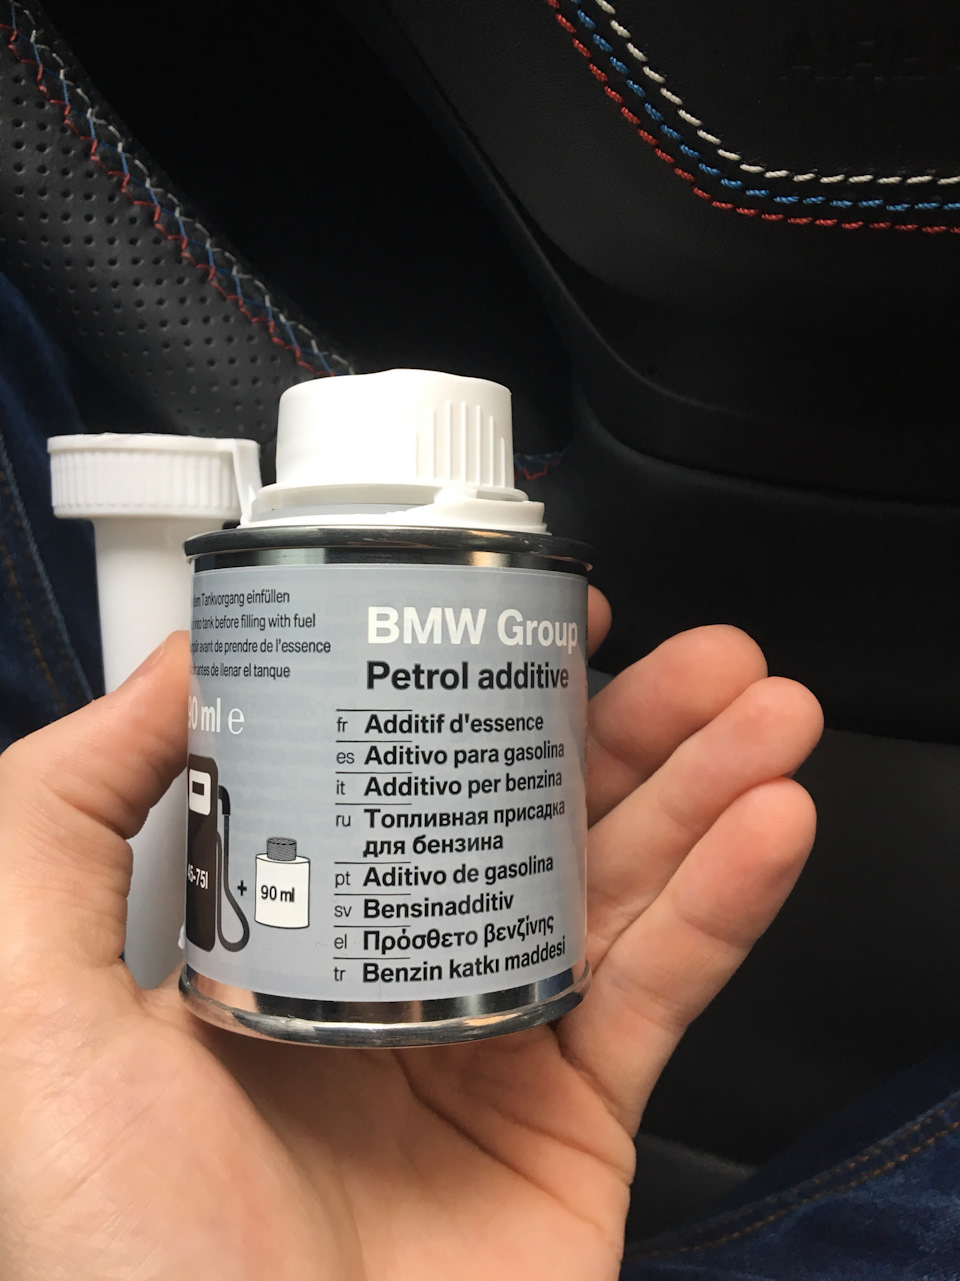 Tankvorgang einfüllen
tank before filling with fuel
avant de prendre de l'essence
antes de llenar el tanque
ml e
45-75l
+
90 ml
BMW Group
Petrol additive
fr Additif d'essence
es Aditivo para gasolina
it Additivo per benzina
ru Топливная присадка
для бензина
pt Aditivo de gasolina
sv Bensinadditiv
el Πρόσθετο βενζίνης
tr Benzin katkı maddesi